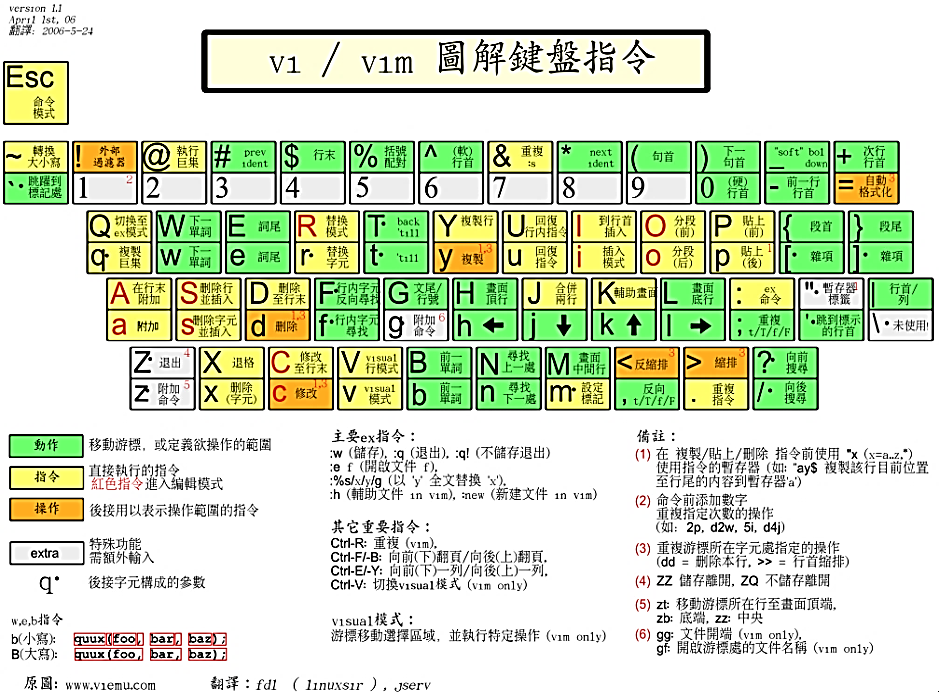 version 1.1
April 1st, 06
翻譯: 2006-5-24
vi / vim 圖解鍵盤指令
Esc 命令模式
~ 轉換大小寫 ! 外部過濾器 @ 執行巨集 # prev ident $ 行末 % 括號配對 ^ (軟)行首 & 重複 :s * next ident ( 句首 ) 下一句首 _ "soft" bol down + 次行行首
`· 跳躍到標記處 1 2 2 3 4 5 6 7 8 9 0 (硬)行首 - 前一行行首 = 自動格式化 3
Q 切換至ex模式 W 下一單詞 E 詞尾 R 替換模式 T· back 'till Y 複製行 U 回復行內指令 I 到行首插入 O 分段(前) P 貼上(前) { 段首 } 段尾
q· 複製巨集 w 下一單詞 e 詞尾 r· 替換字元 t· 'till y 複製 1,3 u 回復指令 i 插入模式 o 分段(后) p 貼上(後) 1 [· 雜項 ]· 雜項
A 在行末附加 S 刪除行並插入 D 刪除至行末 F· 行內字元反向尋找 G 文尾/行號 H 畫面頂行 J 合併兩行 K 輔助畫面 L 畫面底行 : ex 命令 "· 暫存器標籤 1 | 行首/列
a 附加 s 刪除字元並插入 d 刪除 1,3 f· 行內字元尋找 g· 附加命令 6 h ← j ↓ k ↑ l → ; 重複 t/T/f/F '· 跳到標示的行首 \· 未使用!
Z· 退出 4 X 退格 C 修改至行末 V visual 行模式 B 前一單詞 N 尋找上一處 M 畫面中間行 < 反縮排 3 > 縮排 3 ?· 向前搜尋
z· 附加命令 5 x 刪除(字元) c 修改 1,3 v visual 模式 b 前一單詞 n 尋找下一處 m· 設定標記 , 反向 t/T/f/F . 重複指令 /· 向後搜尋
動作 移動游標, 或定義欲操作的範圍
指令 直接執行的指令
紅色指令進入編輯模式
操作 後接用以表示操作範圍的指令
extra 特殊功能
需額外輸入
q· 後接字元構成的參數
w,e,b指令
b(小寫): quux(foo, bar, baz);
B(大寫): quux(foo, bar, baz);
主要ex指令：
:w (儲存), :q (退出), :q! (不儲存退出)
:e f (開啟文件 f),
:%s/x/y/g (以 'y' 全文替換 'x'),
:h (輔助文件 in vim), :new (新建文件 in vim)
其它重要指令：
Ctrl-R: 重複 (vim),
Ctrl-F/-B: 向前(下)翻頁/向後(上)翻頁,
Ctrl-E/-Y: 向前(下)一列/向後(上)一列,
Ctrl-V: 切換visual模式 (vim only)
visual模式：
游標移動選擇區域, 並執行特定操作 (vim only)
備註：
(1) 在 複製/貼上/刪除 指令前使用 "x (x=a..z,")
使用指令的暫存器 (如: "ay$ 複製該行目前位置
至行尾的內容到暫存器'a')
(2) 命令前添加數字
重複指定次數的操作
(如: 2p, d2w, 5i, d4j)
(3) 重複游標所在字元處指定的操作
(dd = 刪除本行, >> = 行首縮排)
(4) ZZ 儲存離開, ZQ 不儲存離開
(5) zt: 移動游標所在行至畫面頂端,
zb: 底端, zz: 中央
(6) gg: 文件開端 (vim only),
gf: 開啟游標處的文件名稱 (vim only)
原圖: www.viemu.com 翻譯：fdl ( linuxsir ), jserv